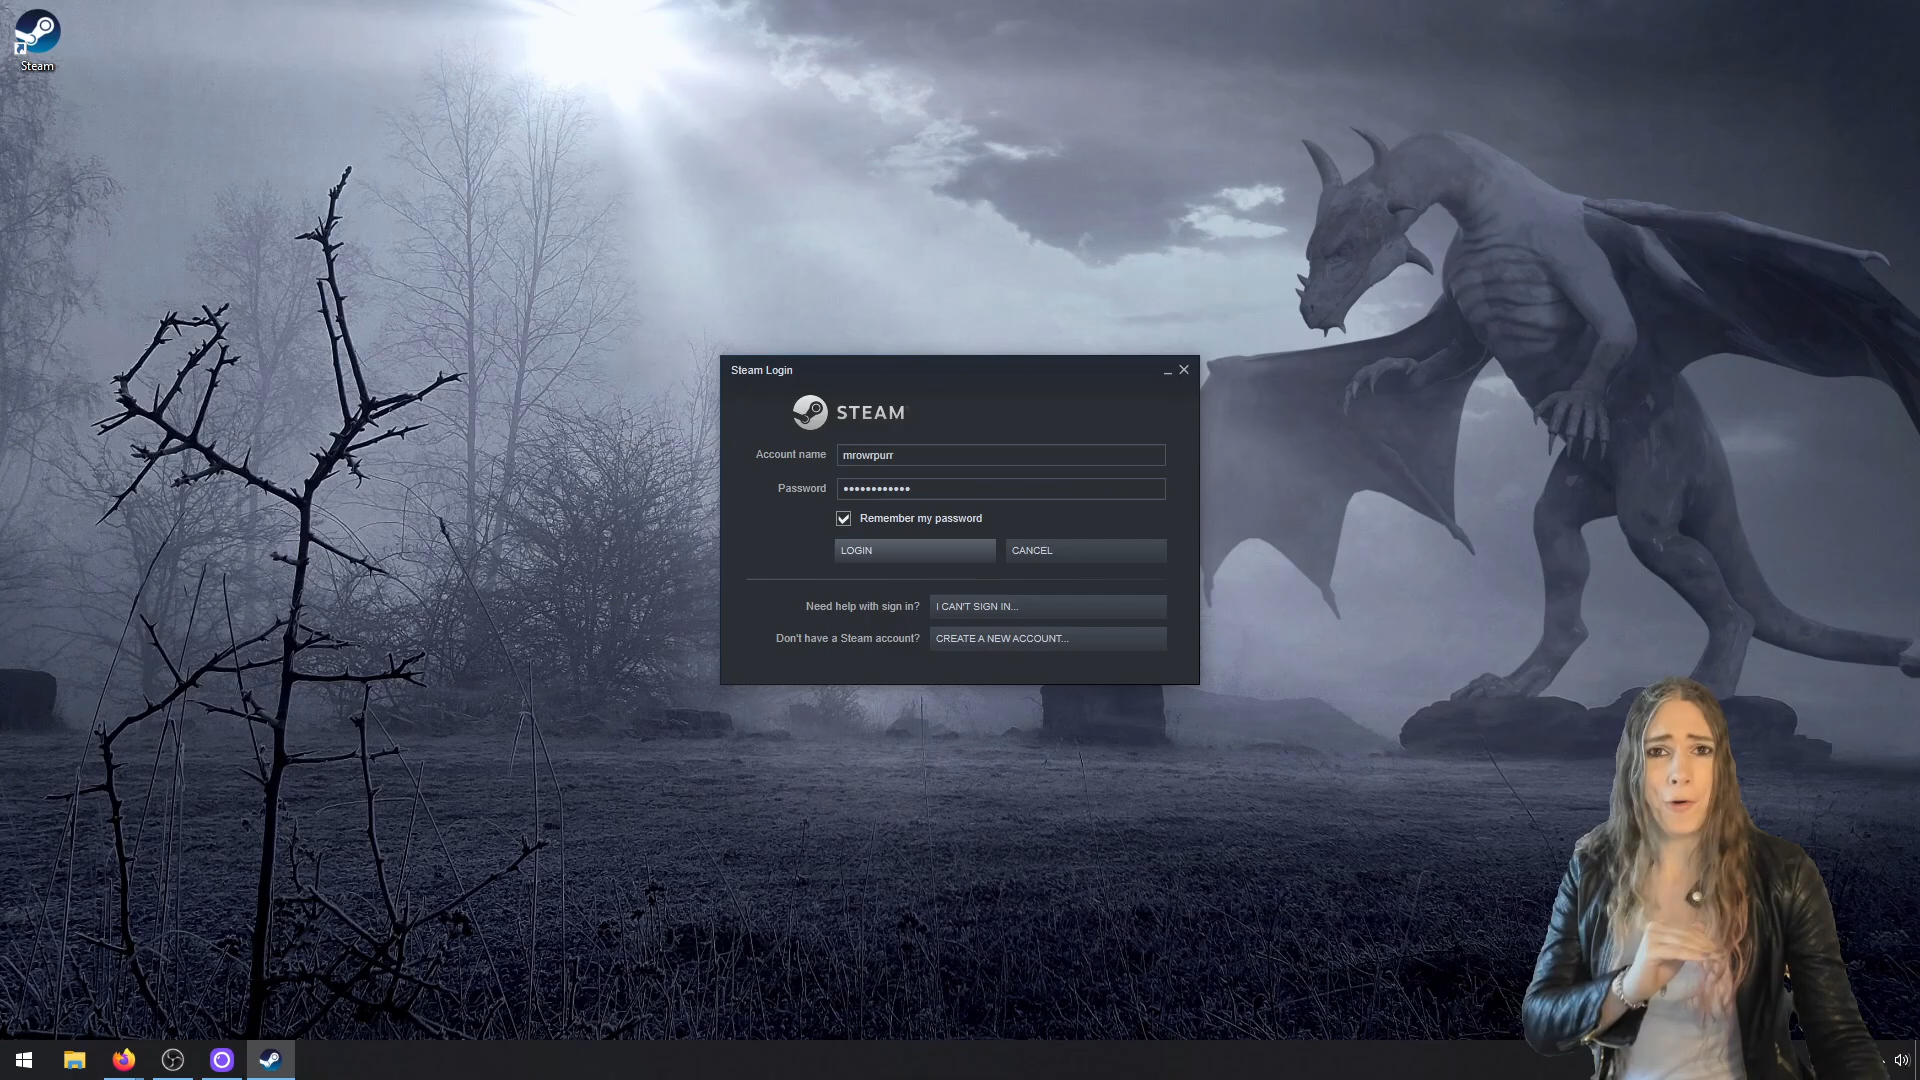 Steam
Steam Login
STEAM
Account name mrowrpurr
Password ••••••••••••
Remember my password
LOGIN CANCEL
Need help with sign in? I CAN'T SIGN IN...
Don't have a Steam account? CREATE A NEW ACCOUNT...